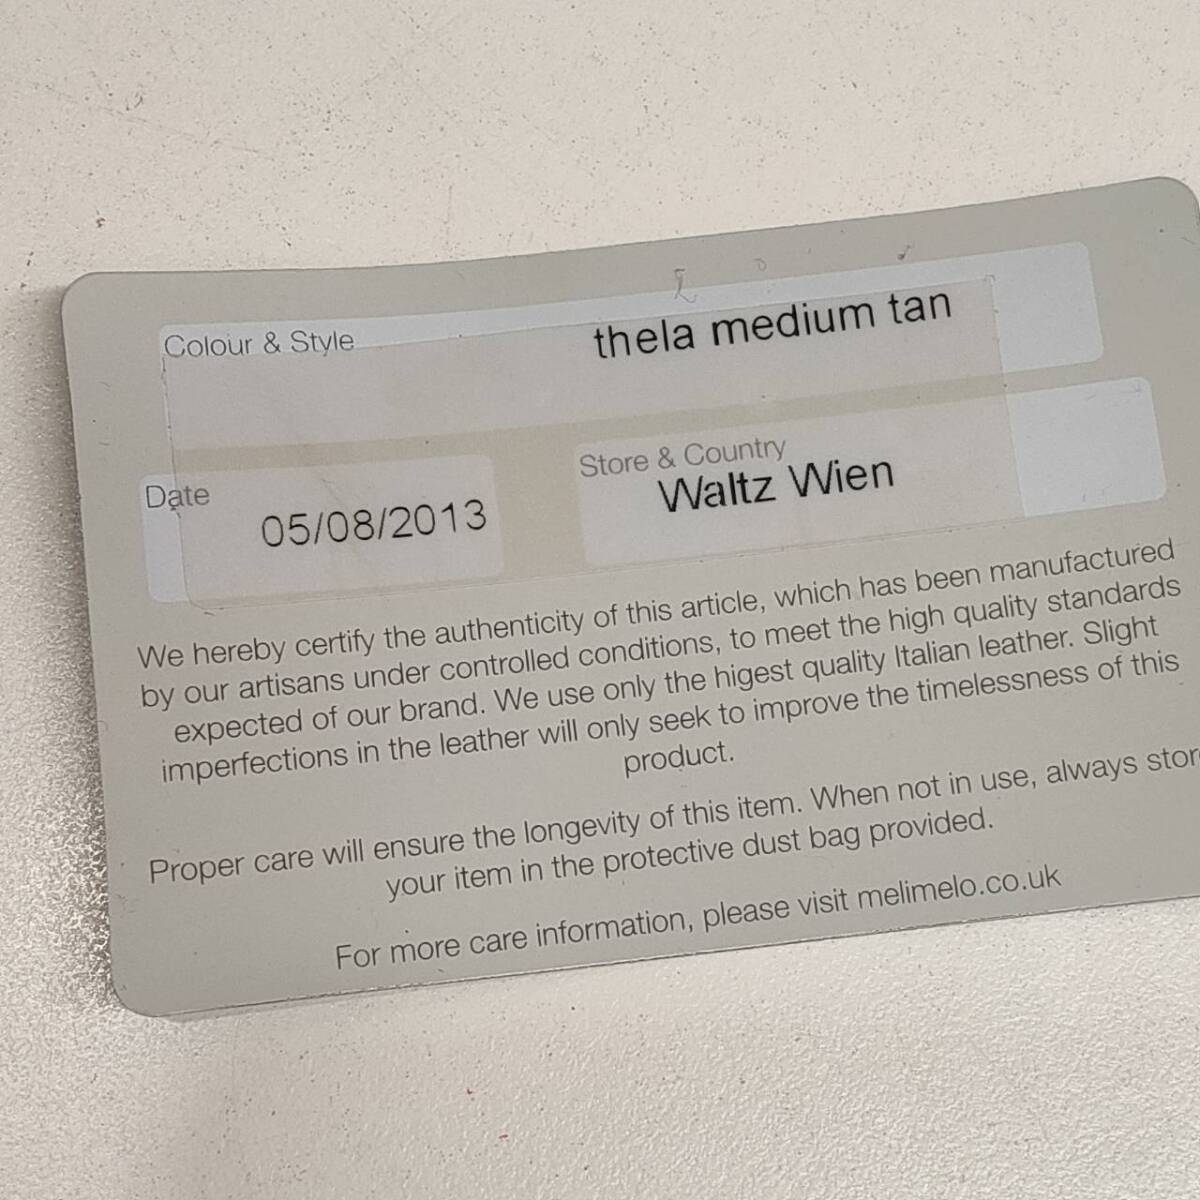 Colour & Style
thela medium tan
Date
05/08/2013
Store & Country
Waltz Wien
We hereby certify the authenticity of this article, which has been manufactured
by our artisans under controlled conditions, to meet the high quality standards
expected of our brand. We use only the higest quality Italian leather. Slight
imperfections in the leather will only seek to improve the timelessness of this
product.
Proper care will ensure the longevity of this item. When not in use, always stor
your item in the protective dust bag provided.
For more care information, please visit melimelo.co.uk